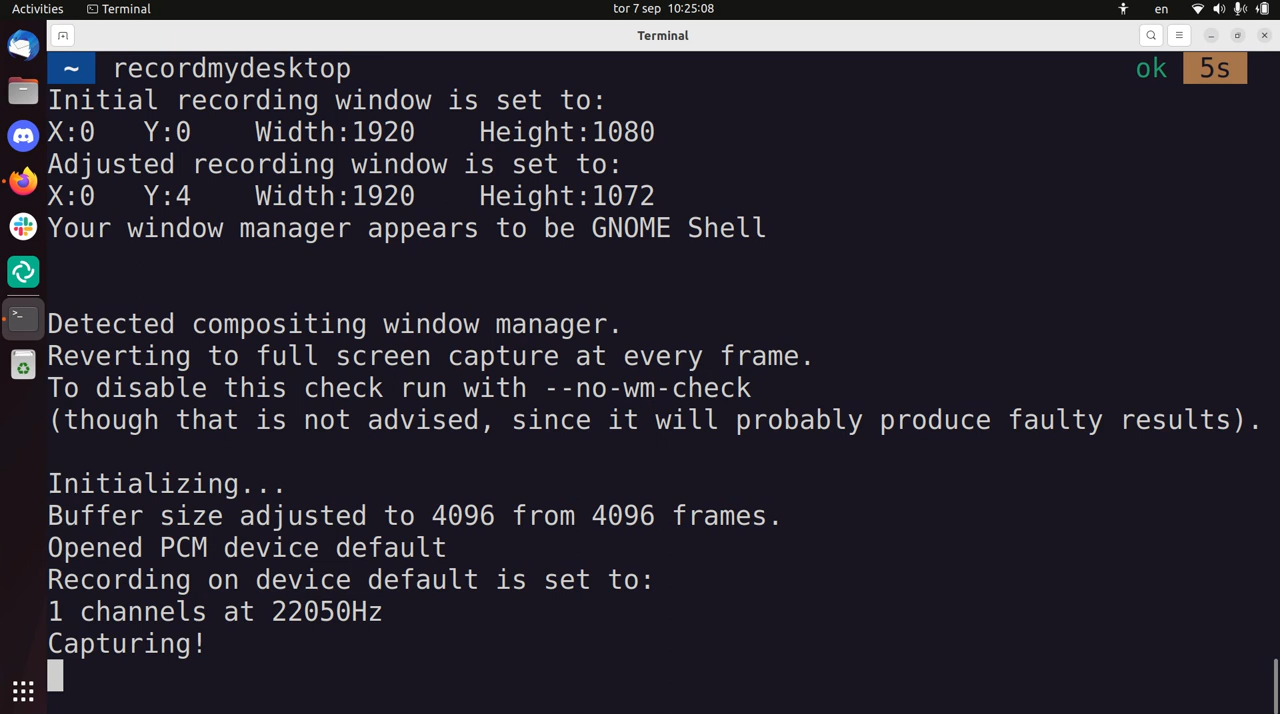 Activities
Terminal
tor 7 sep 10:25:08
en
Terminal
~ recordmydesktop
ok 5s
Initial recording window is set to:
X:0 Y:0 Width:1920 Height:1080
Adjusted recording window is set to:
X:0 Y:4 Width:1920 Height:1072
Your window manager appears to be GNOME Shell
Detected compositing window manager.
Reverting to full screen capture at every frame.
To disable this check run with --no-wm-check
(though that is not advised, since it will probably produce faulty results).
Initializing...
Buffer size adjusted to 4096 from 4096 frames.
Opened PCM device default
Recording on device default is set to:
1 channels at 22050Hz
Capturing!